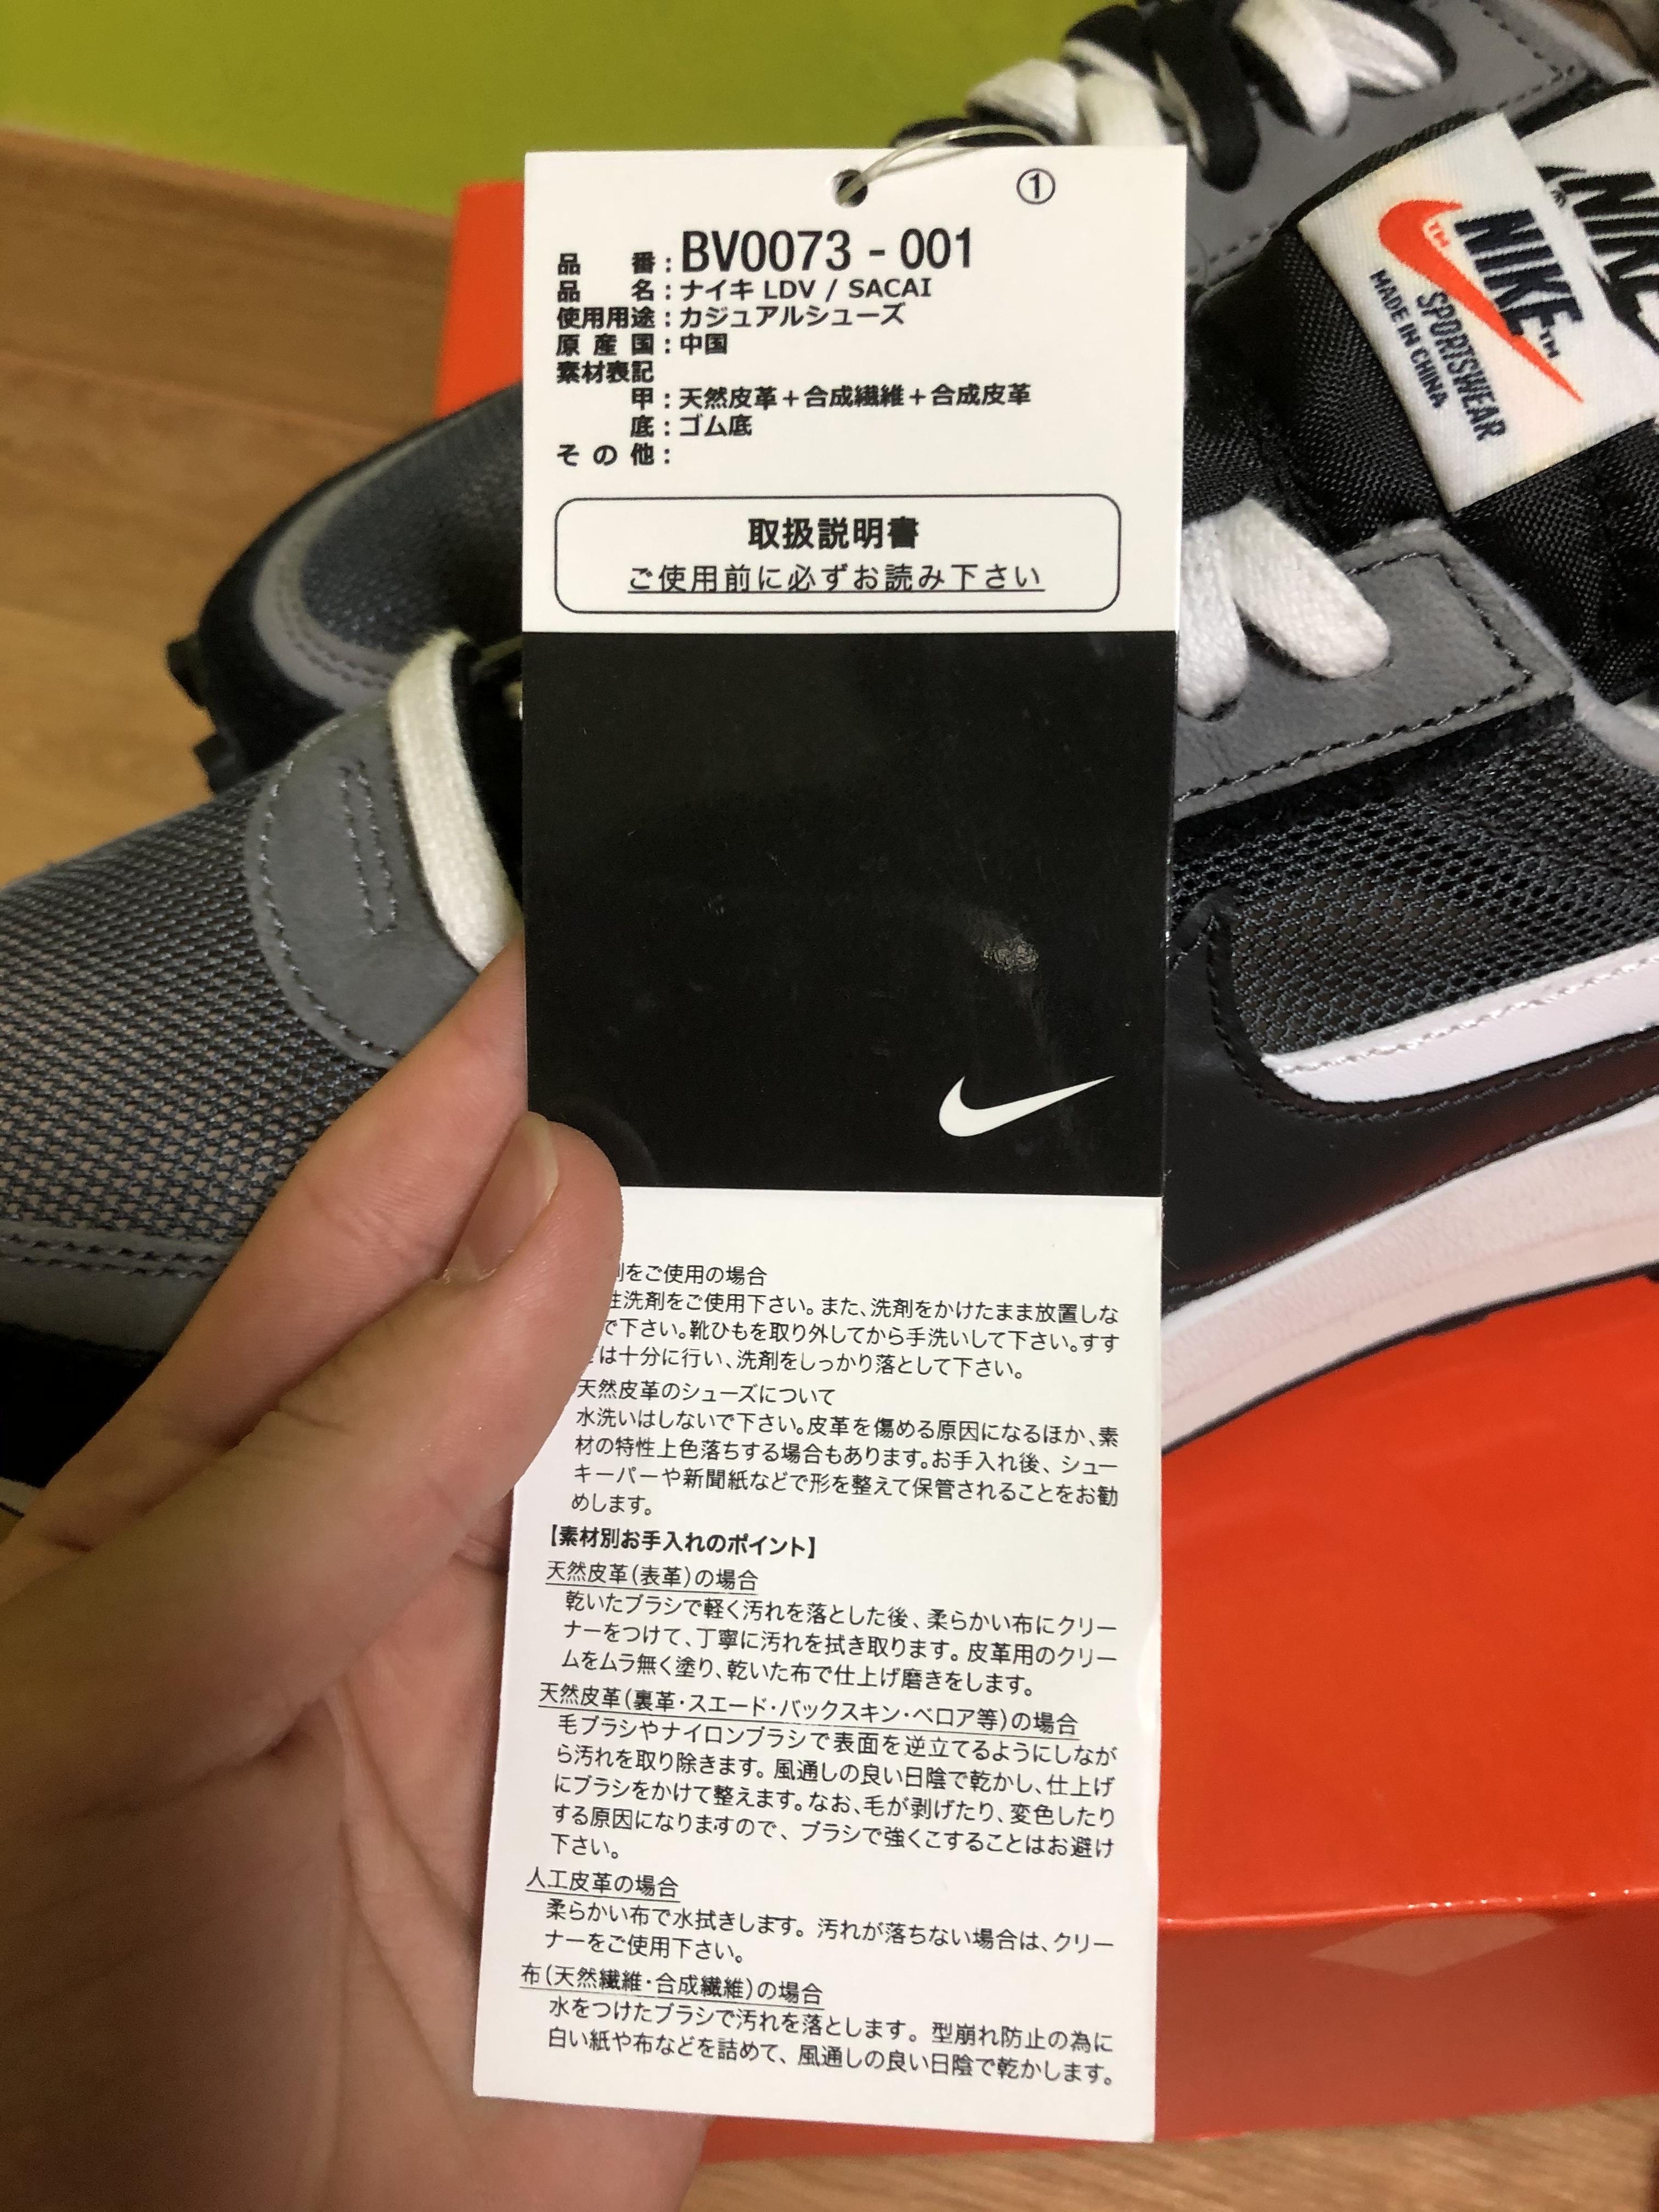 ①
品　番：BV0073 - 001
品　名：ナイキ LDV / SACAI
使用用途：カジュアルシューズ
原産国：中国
素材表記
甲：天然皮革＋合成繊維＋合成皮革
底：ゴム底
その他：
取扱説明書
ご使用前に必ずお読み下さい
をご使用の場合
洗剤をご使用下さい。また、洗剤をかけたまま放置しな
で下さい。靴ひもを取り外してから手洗いして下さい。すす
は十分に行い、洗剤をしっかり落として下さい。
天然皮革のシューズについて
水洗いはしないで下さい。皮革を傷める原因になるほか、素
材の特性上色落ちする場合もあります。お手入れ後、シュー
キーパーや新聞紙などで形を整えて保管されることをお勧
めします。
【素材別お手入れのポイント】
天然皮革（表革）の場合
乾いたブラシで軽く汚れを落とした後、柔らかい布にクリー
ナーをつけて、丁寧に汚れを拭き取ります。皮革用のクリー
ムをムラ無く塗り、乾いた布で仕上げ磨きをします。
天然皮革（裏革・スエード・バックスキン・ベロア等）の場合
毛ブラシやナイロンブラシで表面を逆立てるようにしなが
ら汚れを取り除きます。風通しの良い日陰で乾かし、仕上げ
にブラシをかけて整えます。なお、毛が剥げたり、変色したり
する原因になりますので、ブラシで強くこすることはお避け
下さい。
人工皮革の場合
柔らかい布で水拭きします。汚れが落ちない場合は、クリー
ナーをご使用下さい。
布（天然繊維・合成繊維）の場合
水をつけたブラシで汚れを落とします。型崩れ防止の為に
白い紙や布などを詰めて、風通しの良い日陰で乾かします。
NIKE™
SPORTSWEAR
MADE IN CHINA
NIKE